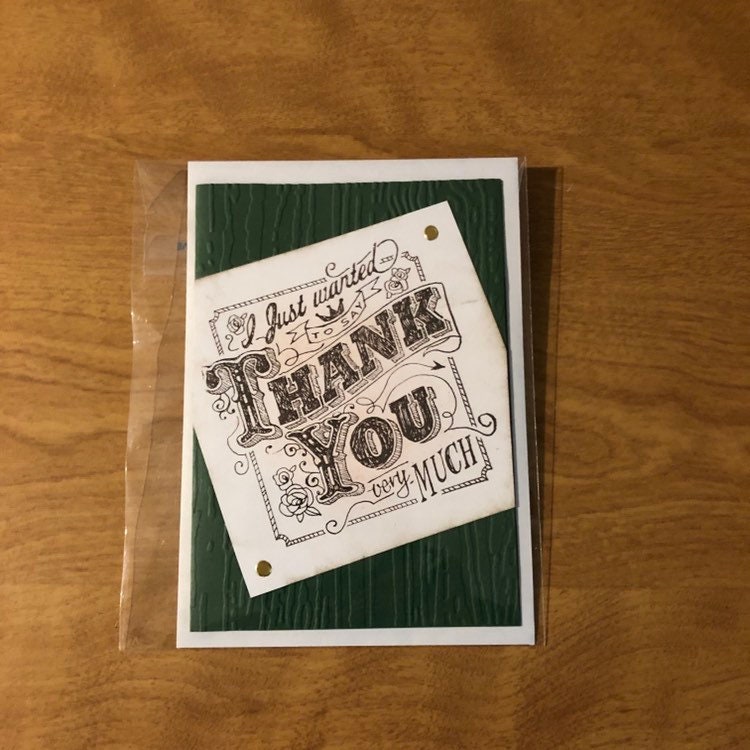 I Just wanted
TO SAY
THANK
YOU
very MUCH